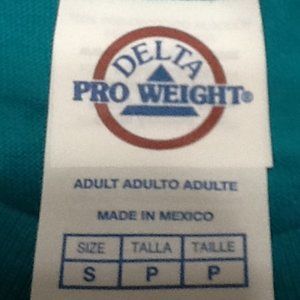 DELTA
PRO WEIGHT®
ADULT ADULTO ADULTE
MADE IN MEXICO
SIZE TALLA TAILLE
S P P